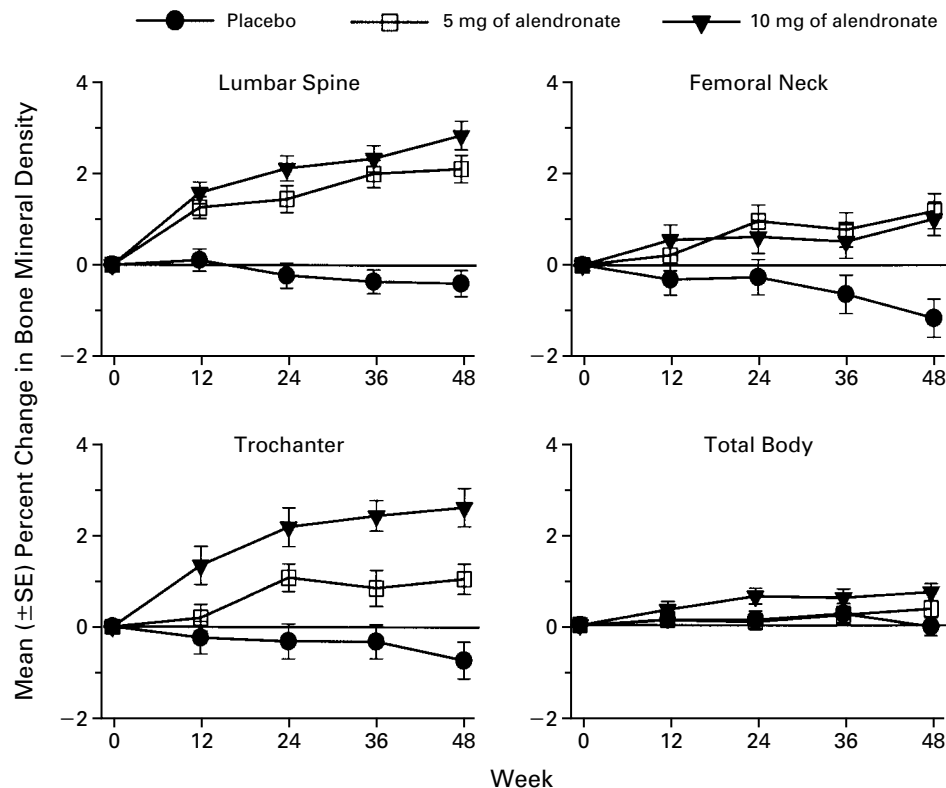 Placebo 5 mg of alendronate 10 mg of alendronate
Mean (±SE) Percent Change in Bone Mineral Density
Lumbar Spine
4
2
0
−2
0 12 24 36 48
Femoral Neck
4
2
0
−2
0 12 24 36 48
Trochanter
4
2
0
−2
0 12 24 36 48
Total Body
4
2
0
−2
0 12 24 36 48
Week